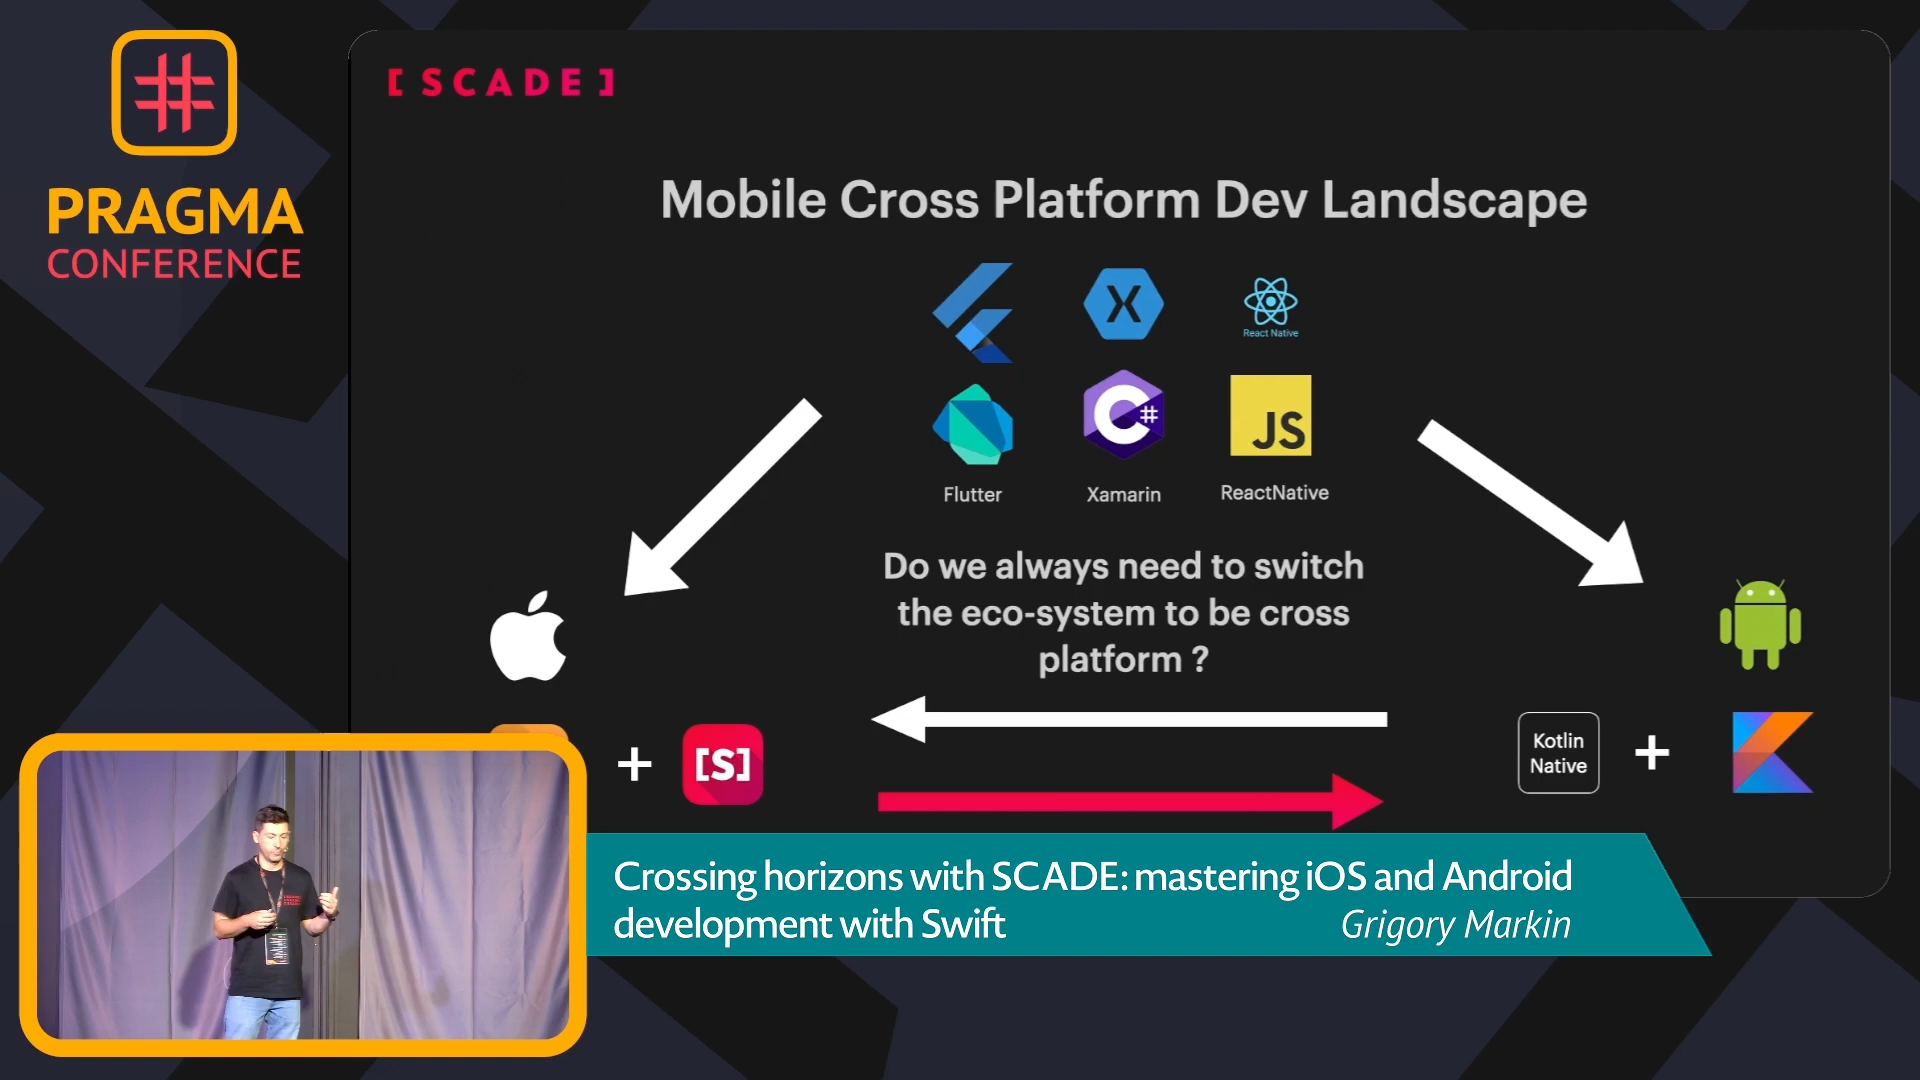 PRAGMA
CONFERENCE
[ SCADE ]
Mobile Cross Platform Dev Landscape
X
React Native
C#
JS
Flutter
Xamarin
ReactNative
Do we always need to switch
the eco-system to be cross
platform ?
+
[S]
Kotlin
Native
+
Crossing horizons with SCADE: mastering iOS and Android
development with Swift
Grigory Markin